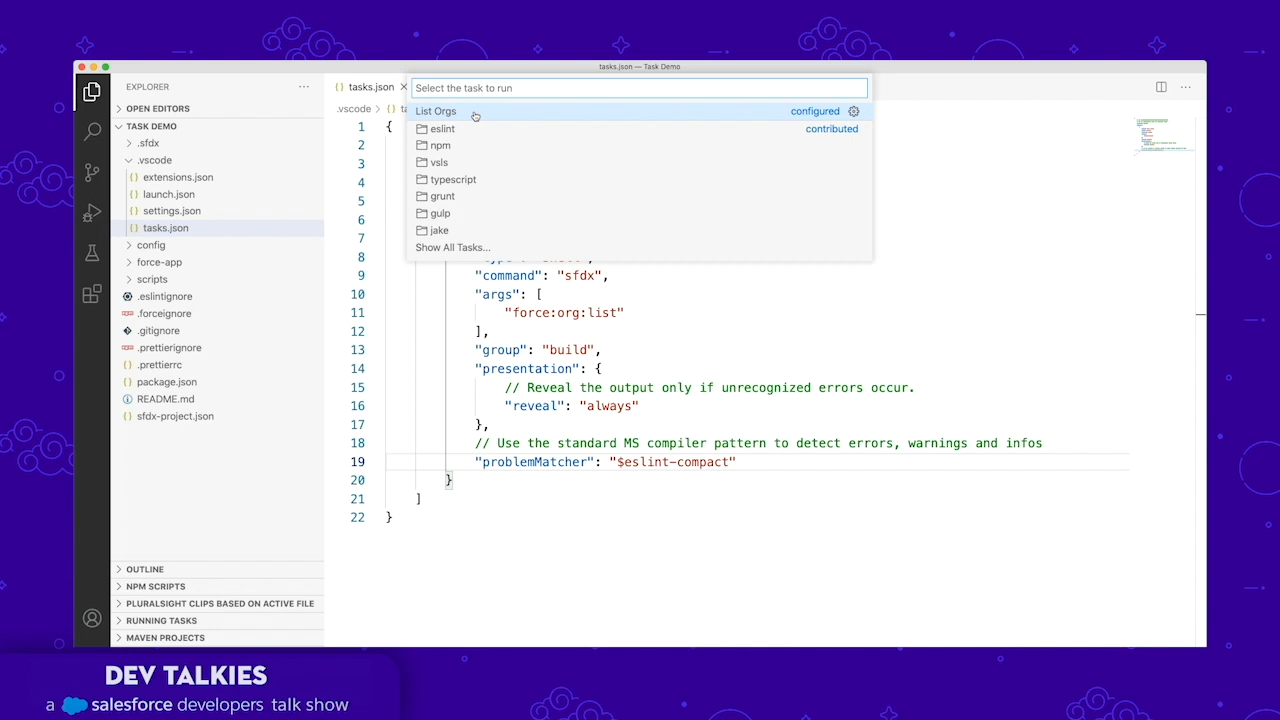 tasks.json — Task Demo
EXPLORER
OPEN EDITORS
TASK DEMO
.sfdx
.vscode
extensions.json
launch.json
settings.json
tasks.json
config
force-app
scripts
.eslintignore
.forceignore
.gitignore
.prettierignore
.prettierrc
package.json
README.md
sfdx-project.json
OUTLINE
NPM SCRIPTS
PLURALSIGHT CLIPS BASED ON ACTIVE FILE
RUNNING TASKS
MAVEN PROJECTS
{} tasks.json
.vscode > {}
Select the task to run
List Orgs configured
eslint contributed
npm
vsls
typescript
grunt
gulp
jake
Show All Tasks...
1 {
2
3
4
5
6
7
8
9 "command": "sfdx",
10 "args": [
11 "force:org:list"
12 ],
13 "group": "build",
14 "presentation": {
15 // Reveal the output only if unrecognized errors occur.
16 "reveal": "always"
17 },
18 // Use the standard MS compiler pattern to detect errors, warnings and infos
19 "problemMatcher": "$eslint-compact"
20 }
21 ]
22 }
DEV TALKIES
a salesforce developers talk show